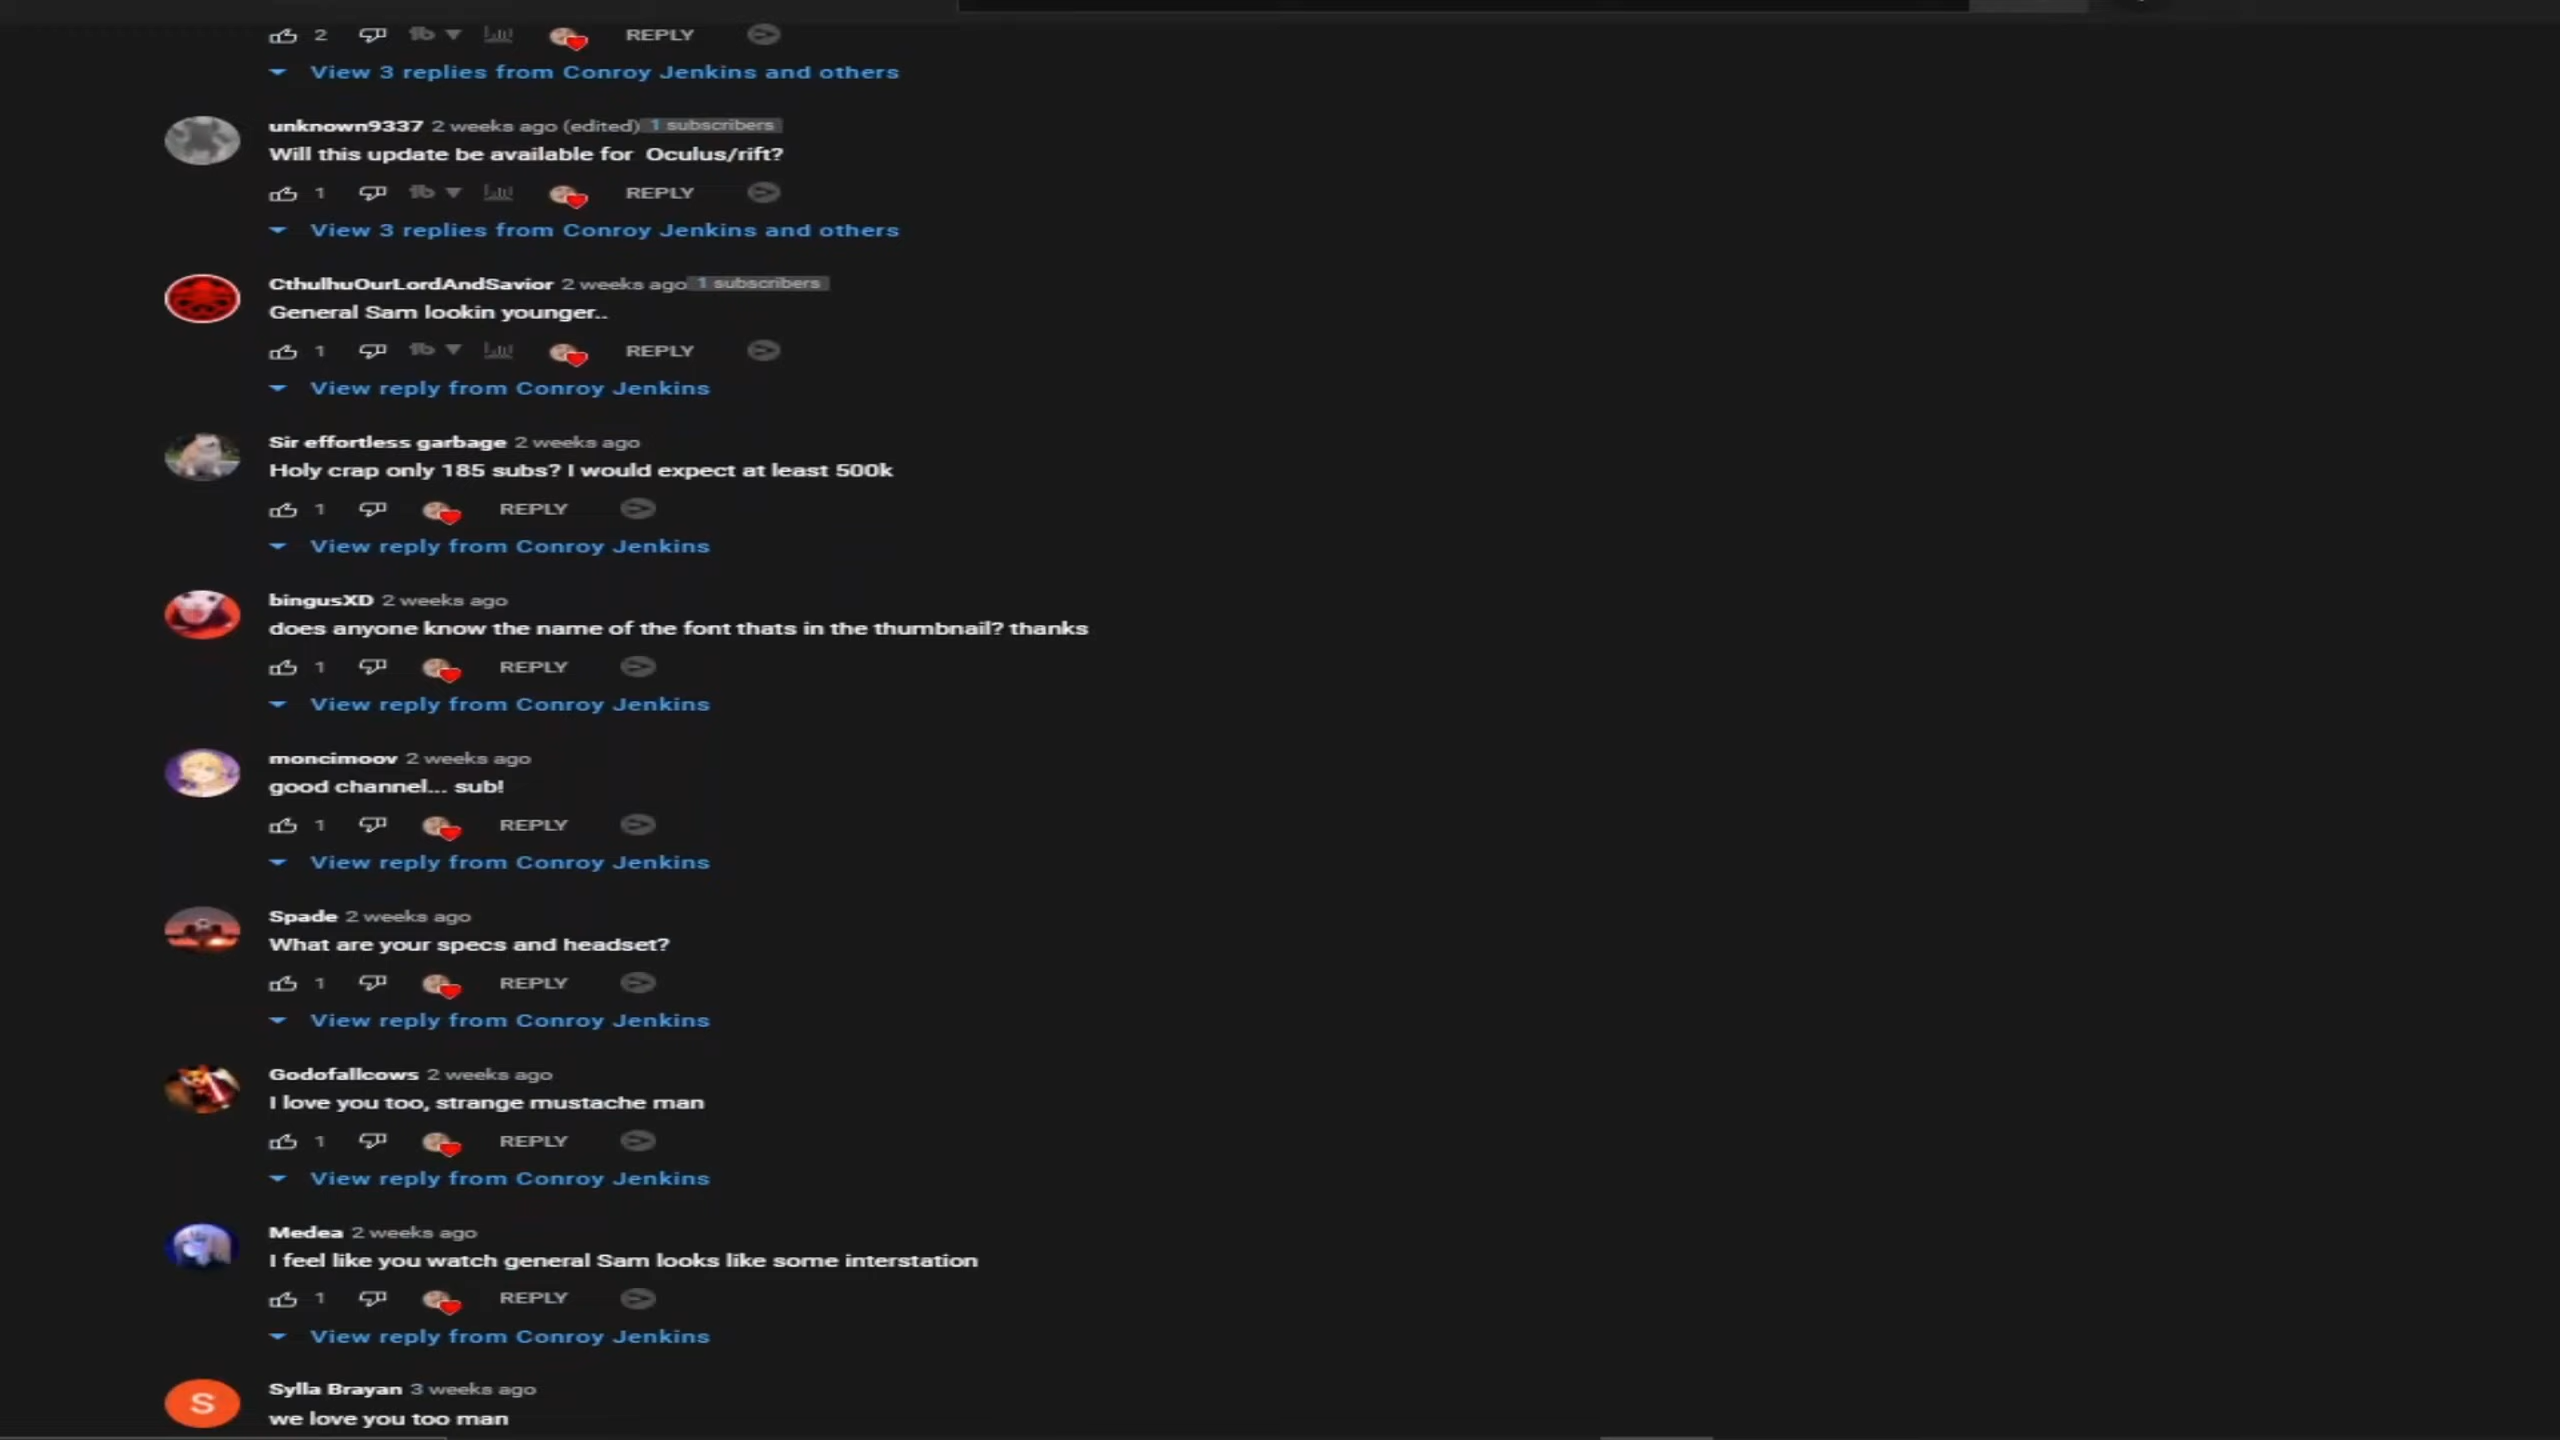 2 REPLY
View 3 replies from Conroy Jenkins and others
unknown9337 2 weeks ago (edited) 1 subscribers
Will this update be available for Oculus/rift?
1 REPLY
View 3 replies from Conroy Jenkins and others
CthulhuOurLordAndSavior 2 weeks ago 1 subscribers
General Sam lookin younger..
1 REPLY
View reply from Conroy Jenkins
Sir effortless garbage 2 weeks ago
Holy crap only 185 subs? I would expect at least 500k
1 REPLY
View reply from Conroy Jenkins
bingusXD 2 weeks ago
does anyone know the name of the font thats in the thumbnail? thanks
1 REPLY
View reply from Conroy Jenkins
moncimoov 2 weeks ago
good channel... sub!
1 REPLY
View reply from Conroy Jenkins
Spade 2 weeks ago
What are your specs and headset?
1 REPLY
View reply from Conroy Jenkins
Godofallcows 2 weeks ago
I love you too, strange mustache man
1 REPLY
View reply from Conroy Jenkins
Medea 2 weeks ago
I feel like you watch general Sam looks like some interstation
1 REPLY
View reply from Conroy Jenkins
S Sylla Brayan 3 weeks ago
we love you too man